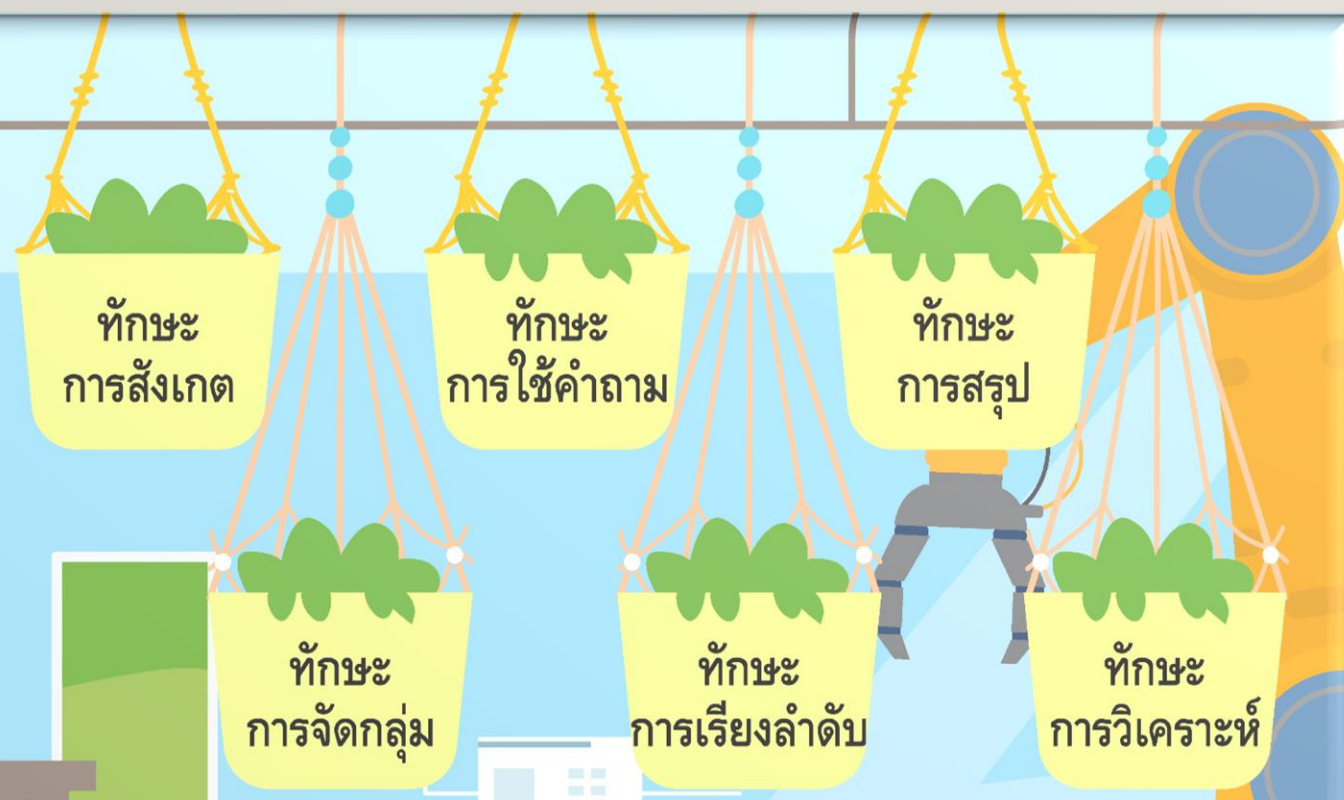 ทักษะ
การสังเกต
ทักษะ
การใช้คำถาม
ทักษะ
การสรุป
ทักษะ
การจัดกลุ่ม
ทักษะ
การเรียงลำดับ
ทักษะ
การวิเคราะห์